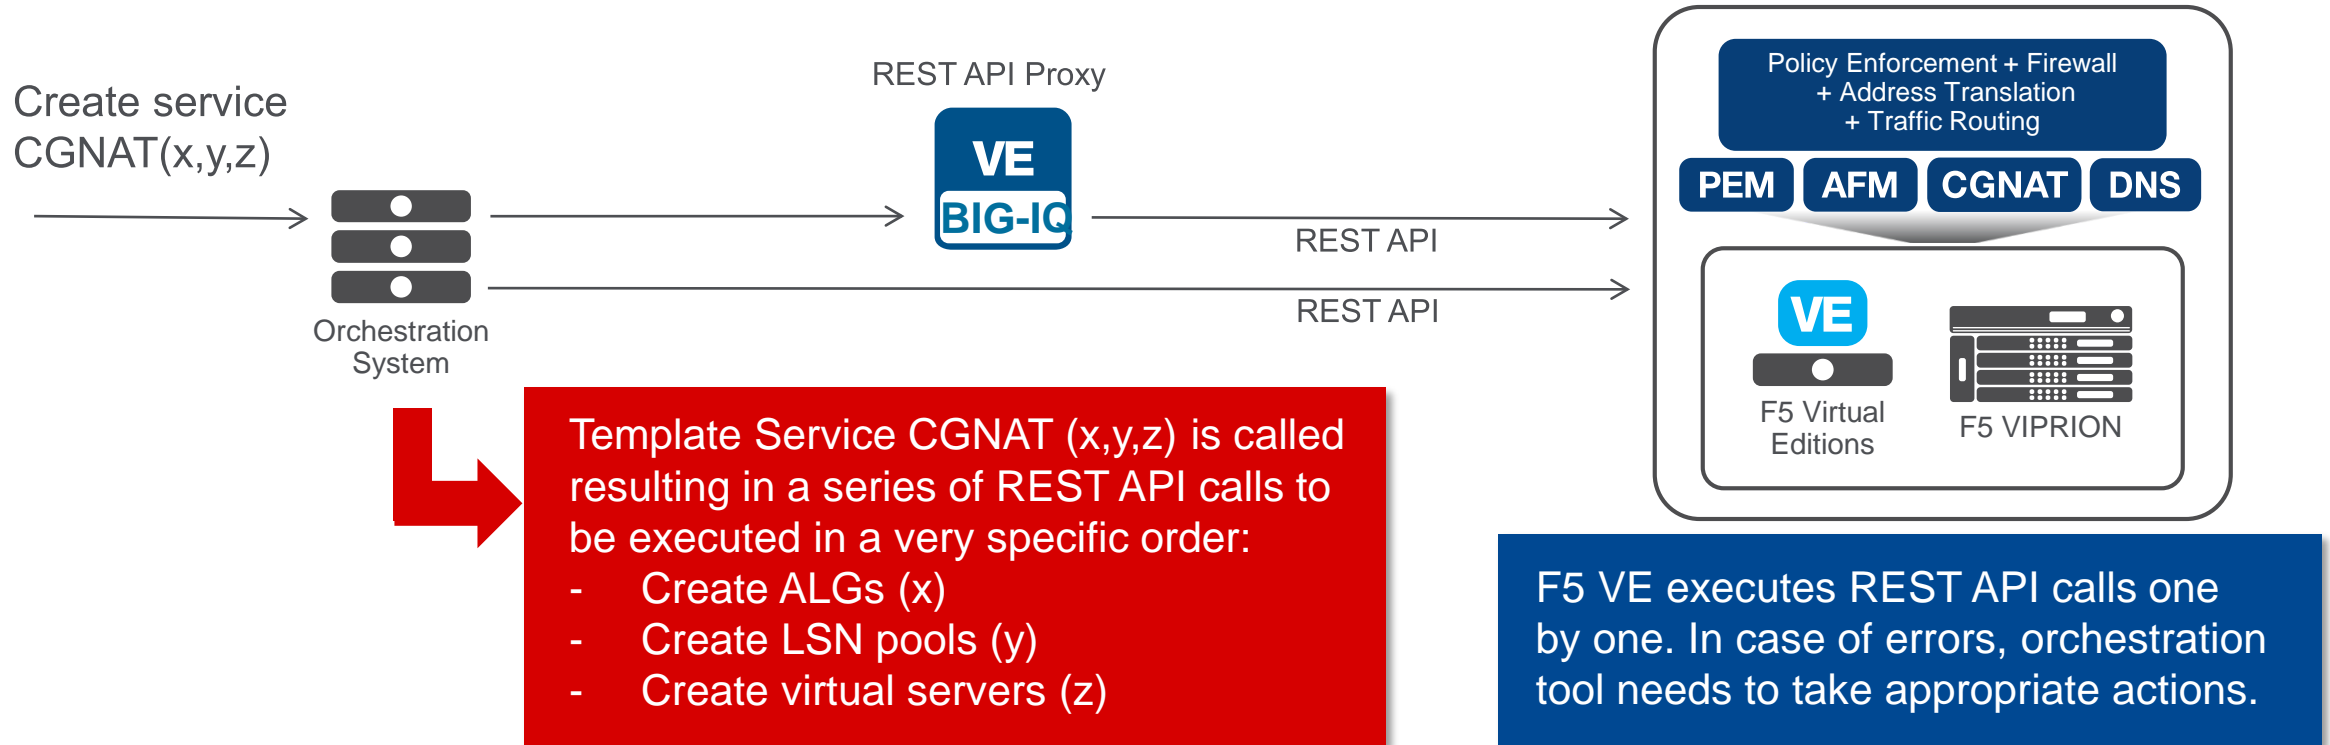 Create service
CGNAT(x,y,z)
Orchestration
System
REST API Proxy
VE
BIG-IQ
REST API
REST API
Policy Enforcement + Firewall
+ Address Translation
+ Traffic Routing
PEM
AFM
CGNAT
DNS
VE
F5 Virtual
Editions
F5 VIPRION
Template Service CGNAT (x,y,z) is called
resulting in a series of REST API calls to
be executed in a very specific order:
- Create ALGs (x)
- Create LSN pools (y)
- Create virtual servers (z)
F5 VE executes REST API calls one
by one. In case of errors, orchestration
tool needs to take appropriate actions.